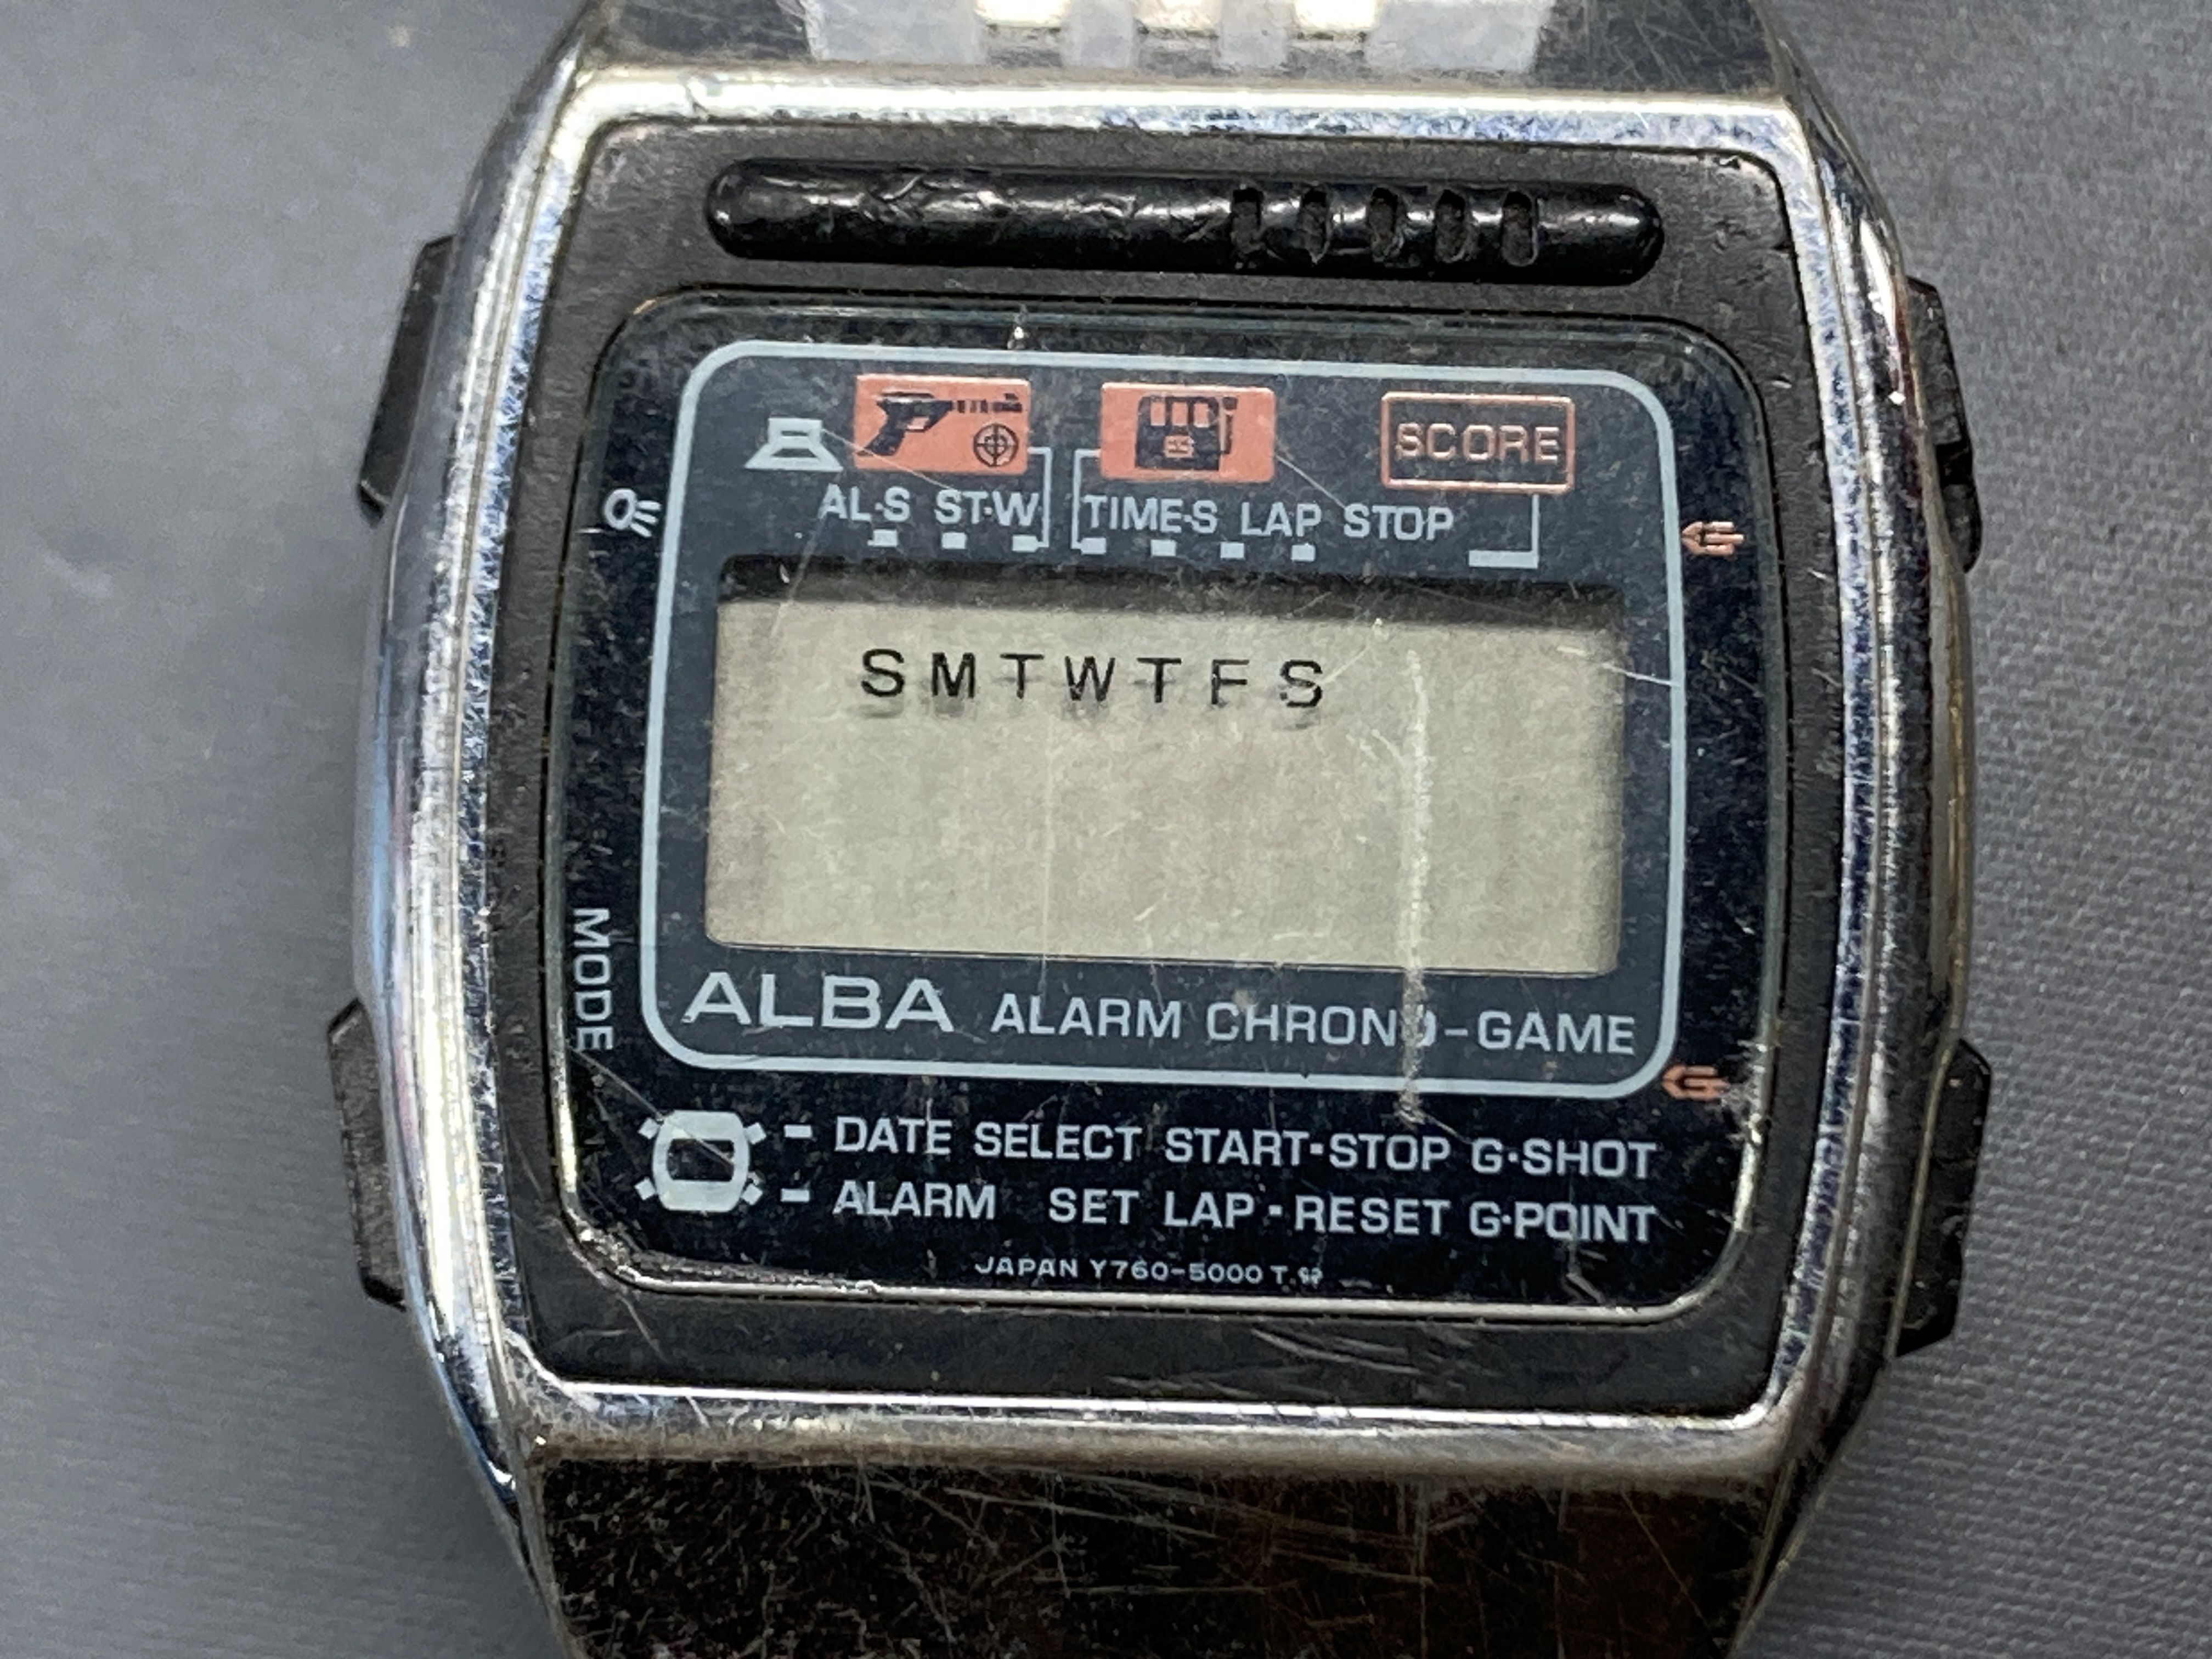 SCORE
AL·S ST·W TIME·S LAP STOP
S M T W T F S
MODE
ALBA ALARM CHRONO-GAME
DATE SELECT START·STOP G·SHOT
ALARM SET LAP·RESET G·POINT
JAPAN Y760-5000 T